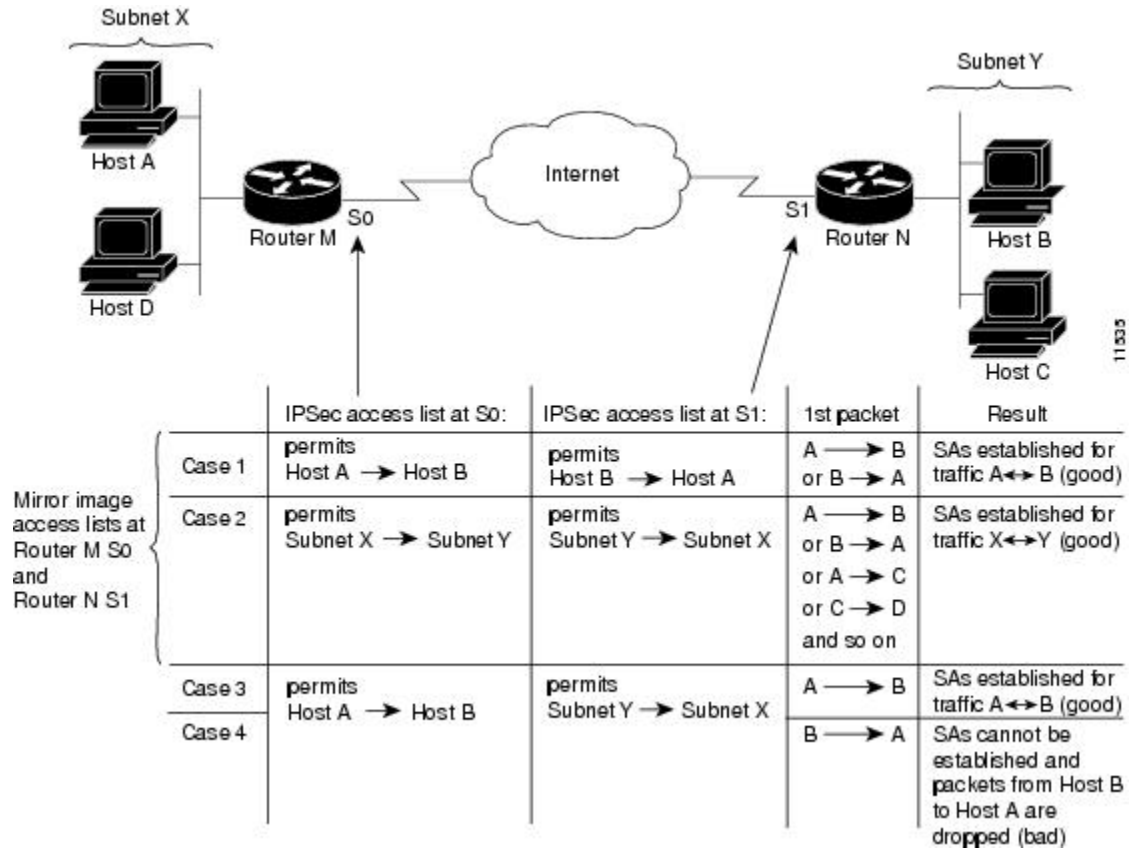 Subnet X
Subnet Y
Host A
Internet
S0
S1
Router M
Router N
Host B
Host D
Host C
11535
IPSec access list at S0:
IPSec access list at S1:
1st packet
Result
Mirror image
access lists at
Router M S0
and
Router N S1
Case 1
permits
Host A → Host B
permits
Host B → Host A
A → B
or B → A
SAs established for
traffic A↔B (good)
Case 2
permits
Subnet X → Subnet Y
permits
Subnet Y → Subnet X
A → B
or B → A
or A → C
or C → D
and so on
SAs established for
traffic X↔Y (good)
Case 3
permits
Host A → Host B
permits
Subnet Y → Subnet X
A → B
SAs established for
traffic A↔B (good)
Case 4
B → A
SAs cannot be
established and
packets from Host B
to Host A are
dropped (bad)